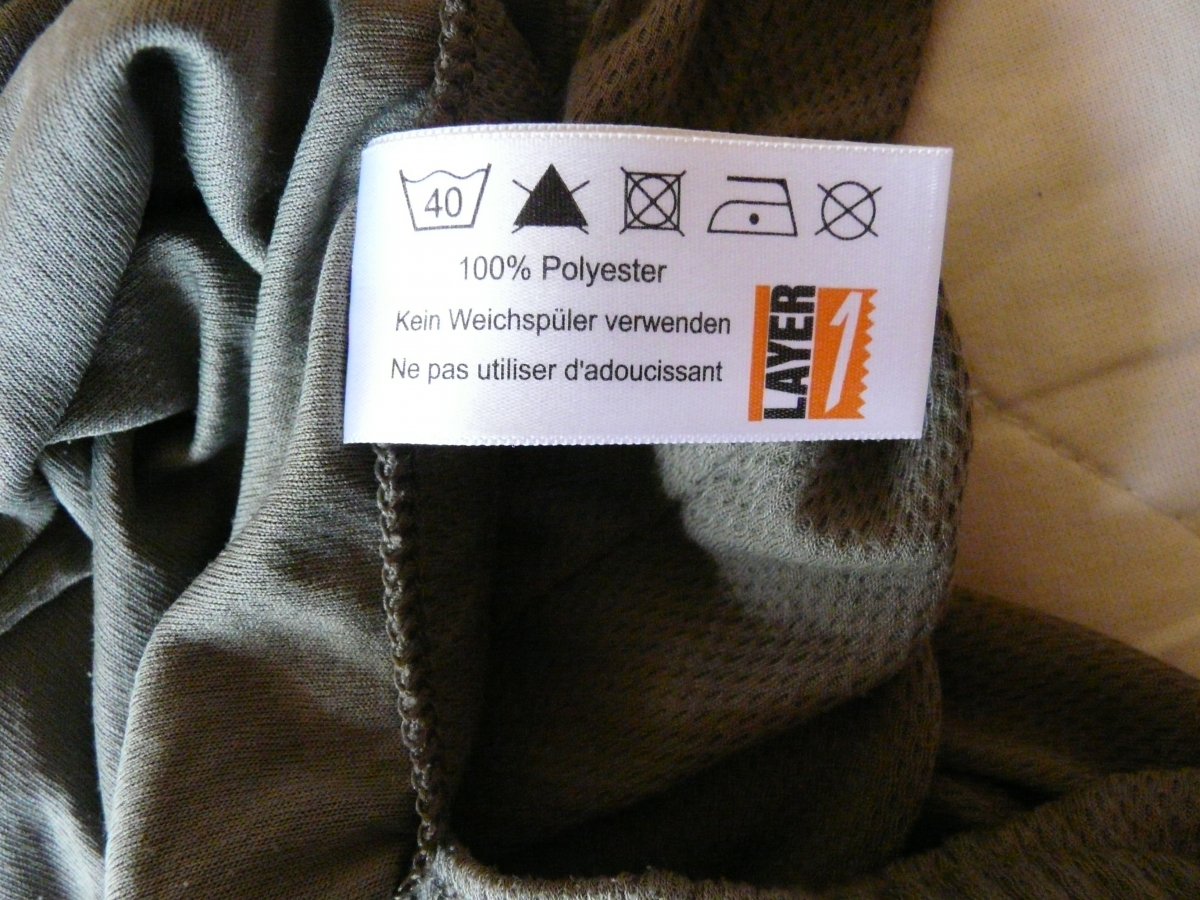 40
100% Polyester
Kein Weichspüler verwenden
Ne pas utiliser d'adoucissant
LAYER 1